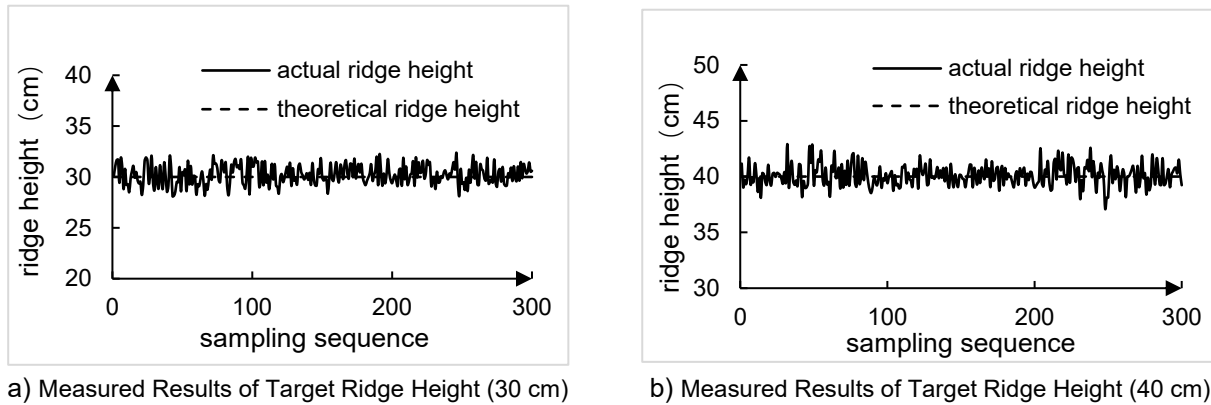 actual ridge height
theoretical ridge height
ridge height（cm）
40
35
30
25
20
0
100
200
300
sampling sequence
a) Measured Results of Target Ridge Height (30 cm)
actual ridge height
theoretical ridge height
ridge height（cm）
50
45
40
35
30
0
100
200
300
sampling sequence
b) Measured Results of Target Ridge Height (40 cm)